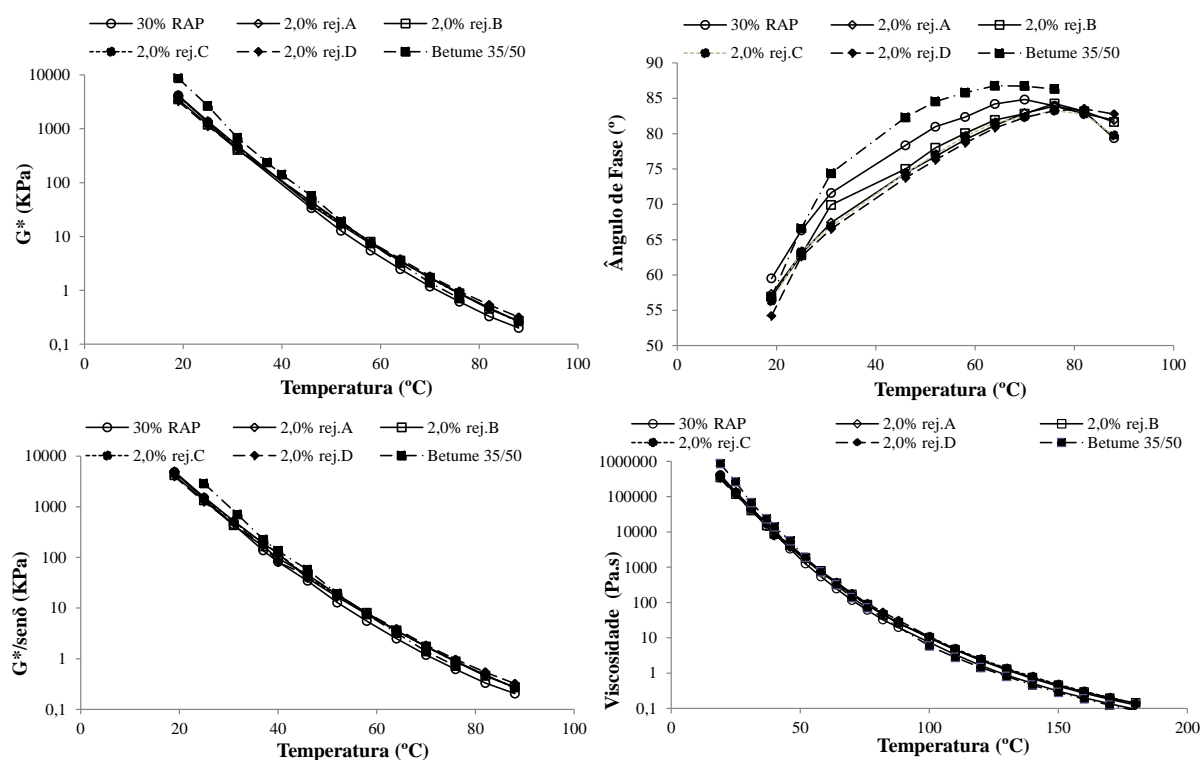 30% RAP 2,0% rej.A 2,0% rej.B
2,0% rej.C 2,0% rej.D Betume 35/50
10000
1000
100
10
1
0,1
G* (KPa)
0 20 40 60 80 100
Temperatura (ºC)
30% RAP 2,0% rej.A 2,0% rej.B
2,0% rej.C 2,0% rej.D Betume 35/50
90
85
80
75
70
65
60
55
50
Ângulo de Fase (º)
0 20 40 60 80 100
Temperatura (ºC)
30% RAP 2,0% rej.A 2,0% rej.B
2,0% rej.C 2,0% rej.D Betume 35/50
10000
1000
100
10
1
0,1
G*/senδ (KPa)
0 20 40 60 80 100
Temperatura (ºC)
30% RAP 2,0% rej.A 2,0% rej.B
2,0% rej.C 2,0% rej.D Betume 35/50
1000000
100000
10000
1000
100
10
1
0,1
Viscosidade (Pa.s)
0 50 100 150 200
Temperatura (ºC)